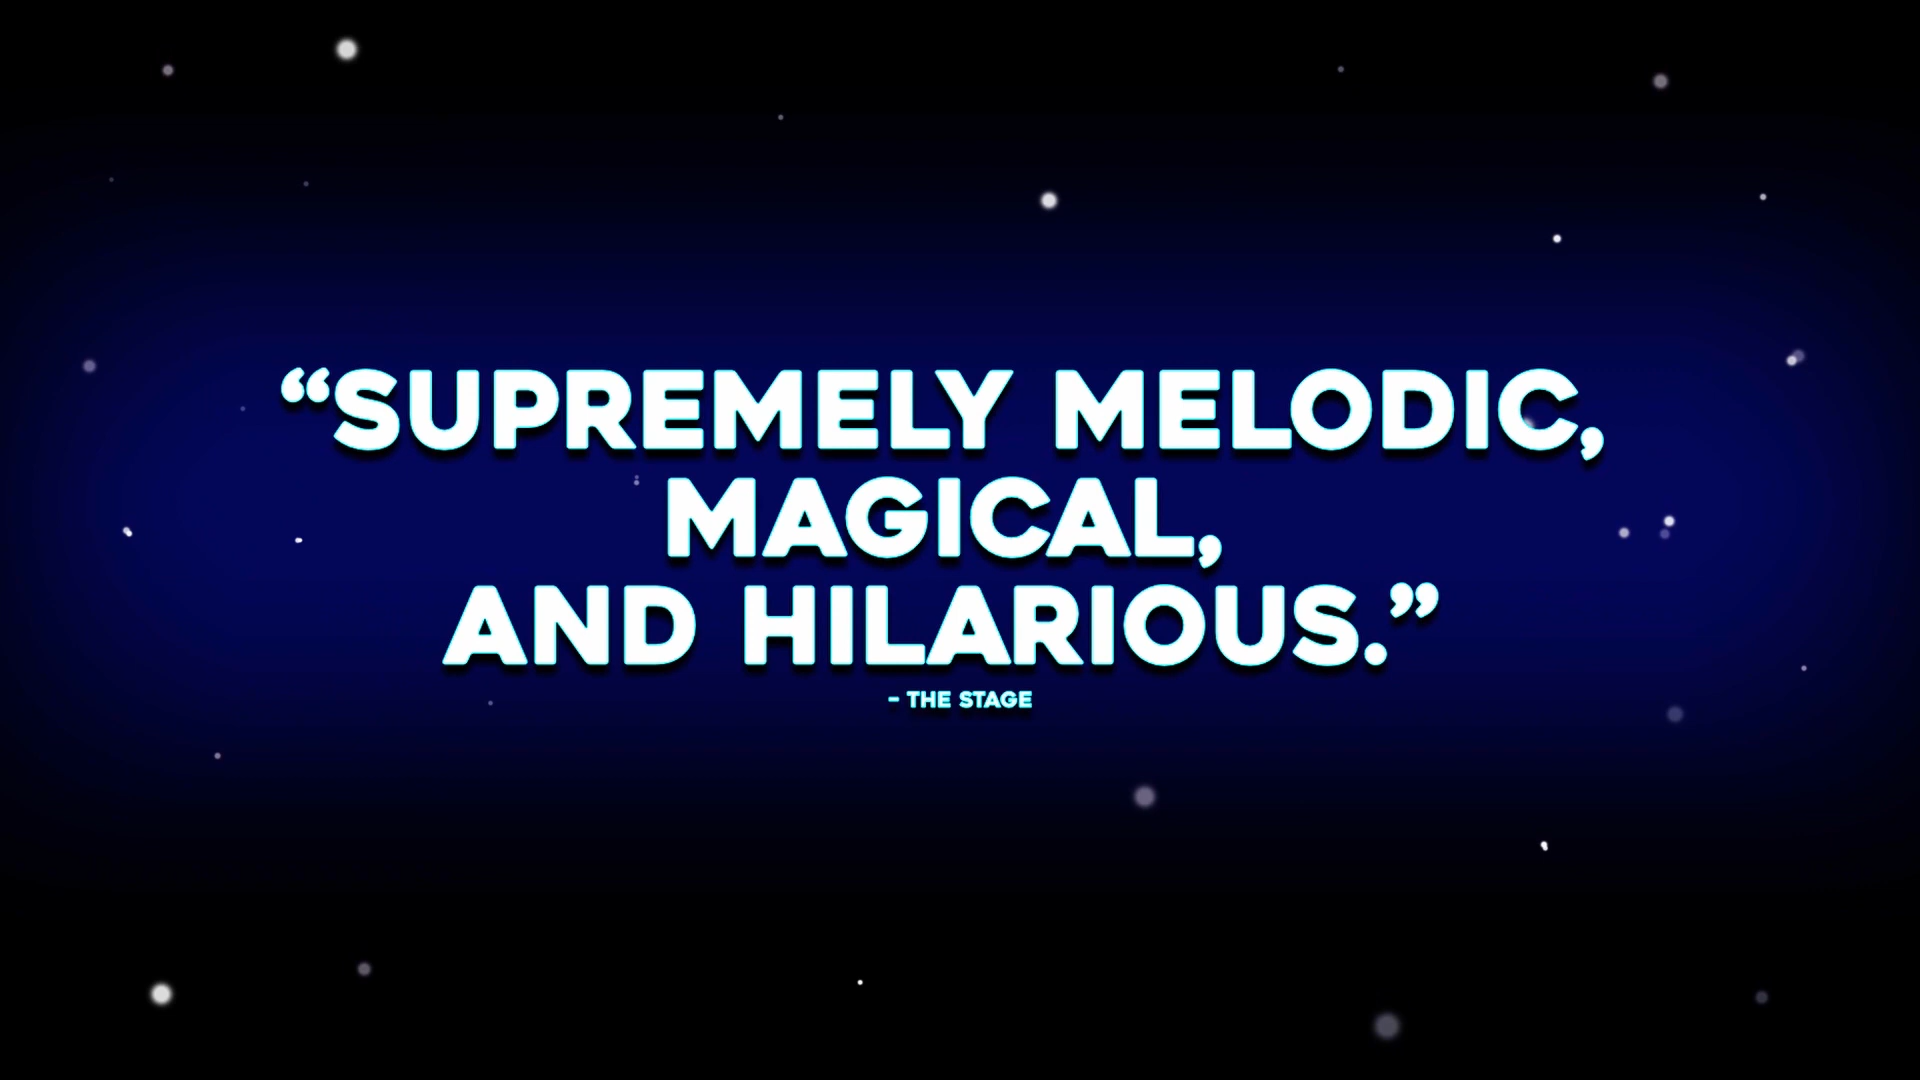 “SUPREMELY MELODIC,
MAGICAL,
AND HILARIOUS.”
– THE STAGE